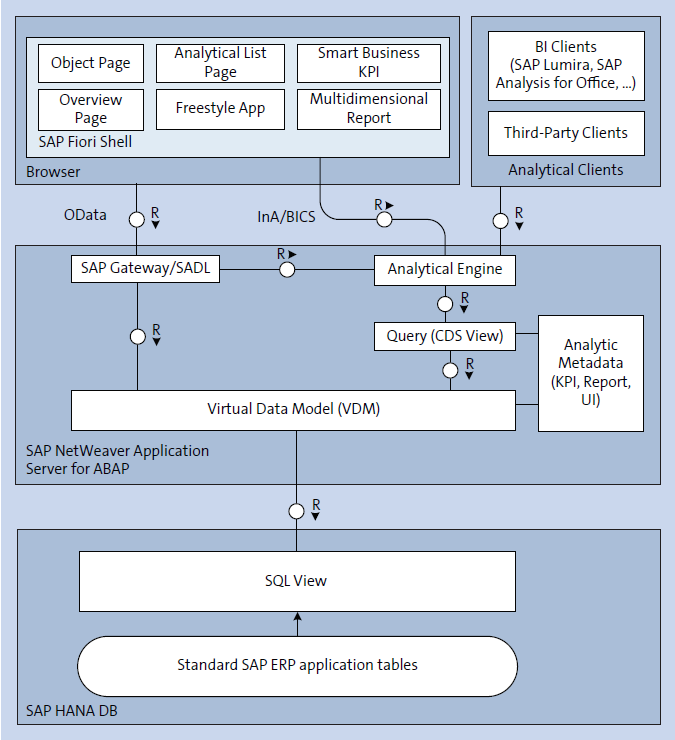 Object Page
Analytical List
Page
Smart Business
KPI
Overview
Page
Freestyle App
Multidimensional
Report
SAP Fiori Shell
Browser
BI Clients
(SAP Lumira, SAP
Analysis for Office, ...)
Third-Party Clients
Analytical Clients
OData
R
InA/BICS
R
R
SAP Gateway/SADL
R
Analytical Engine
R
R
Query (CDS View)
R
Analytic
Metadata
(KPI, Report,
UI)
Virtual Data Model (VDM)
SAP NetWeaver Application
Server for ABAP
R
SQL View
Standard SAP ERP application tables
SAP HANA DB